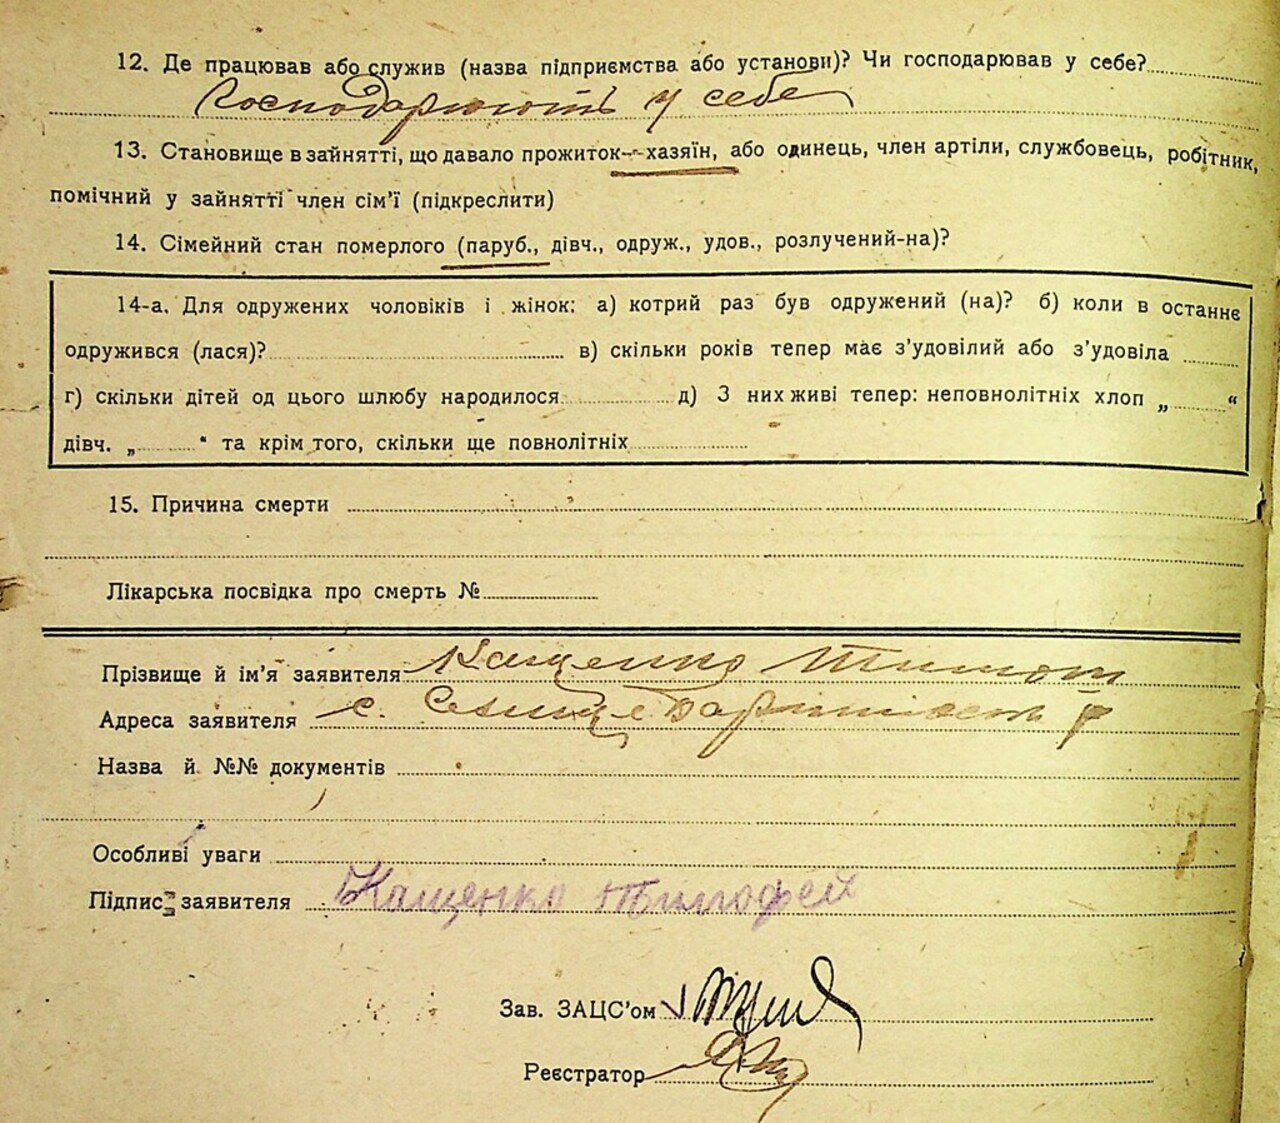 12. Де працював або служив (назва підприємства або установи)? Чи господарював у себе?
Господарюють у себе
13. Становище в зайнятті, що давало прожиток--хазяїн, або одинець, член артіли, службовець, робітник,
помічний у зайнятті член сім'ї (підкреслити)
14. Сімейний стан померлого (паруб., дівч., одруж., удов., розлучений-на)?
14-а. Для одружених чоловіків і жінок: а) котрий раз був одружений (на)? б) коли в останнє
одружився (лася)? в) скільки років тепер має з'удовілий або з'удовіла
г) скільки дітей од цього шлюбу народилося д) З них живі тепер: неповнолітніх хлоп „ “
дівч. „ “ та крім того, скільки ще повнолітніх
15. Причина смерти
Лікарська посвідка про смерть №
Прізвище й ім'я заявителя Кащенко Тимот
Адреса заявителя с.
Назва й №№ документів
Особливі уваги
Підпис заявителя Кащенко Тимофей
Зав. ЗАЦС'ом
Реєстратор